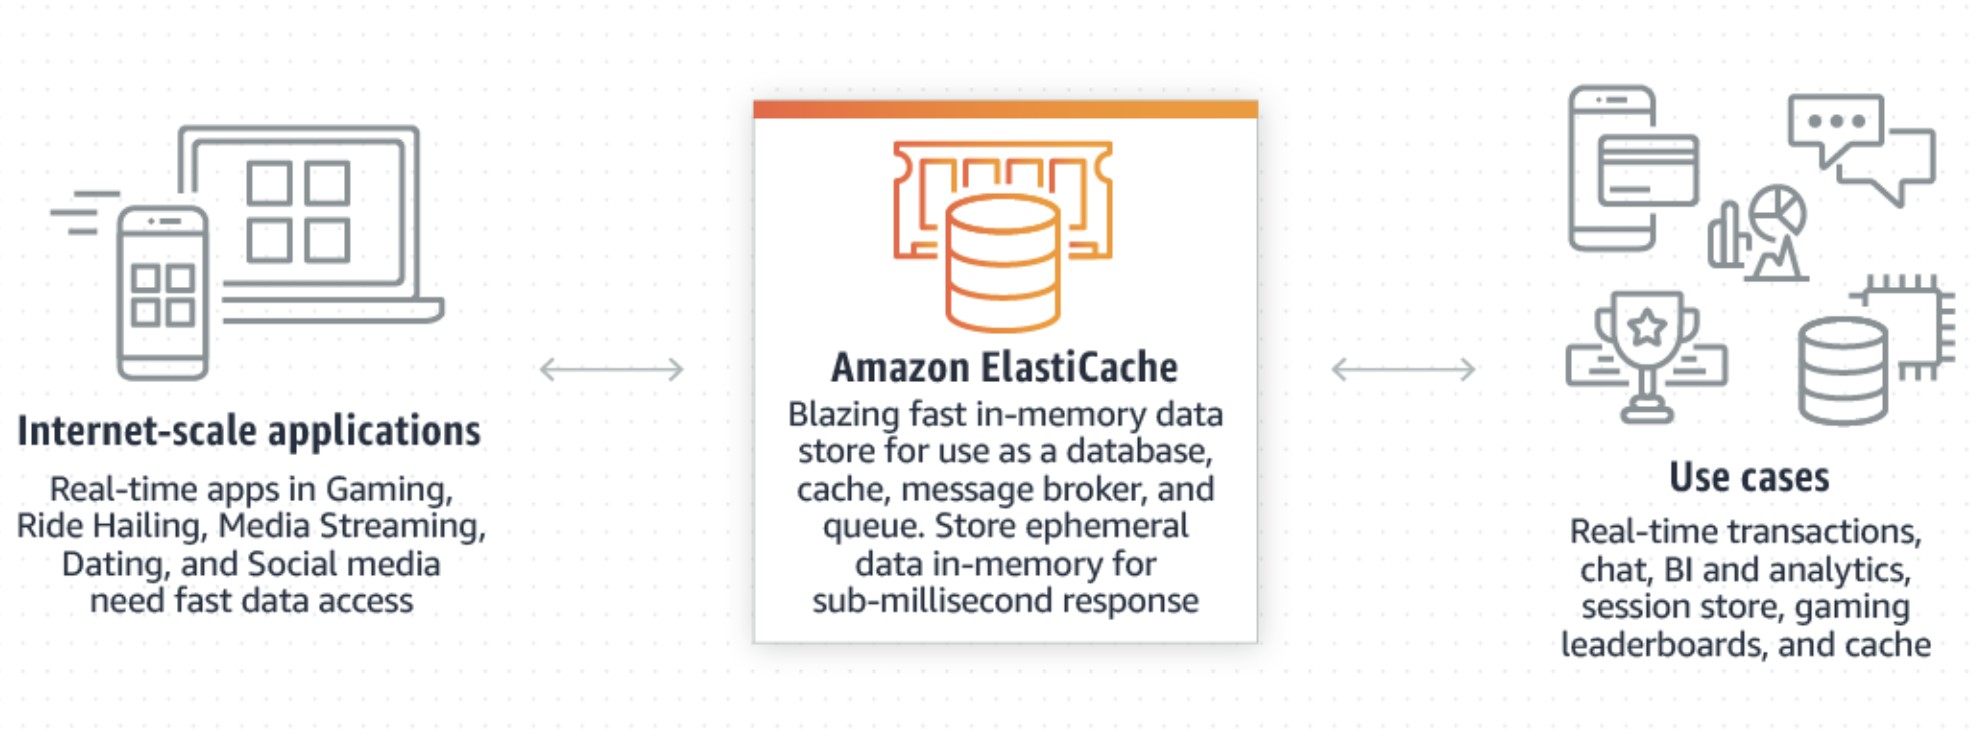 Internet-scale applications
Real-time apps in Gaming,
Ride Hailing, Media Streaming,
Dating, and Social media
need fast data access
Amazon ElastiCache
Blazing fast in-memory data
store for use as a database,
cache, message broker, and
queue. Store ephemeral
data in-memory for
sub-millisecond response
Use cases
Real-time transactions,
chat, BI and analytics,
session store, gaming
leaderboards, and cache